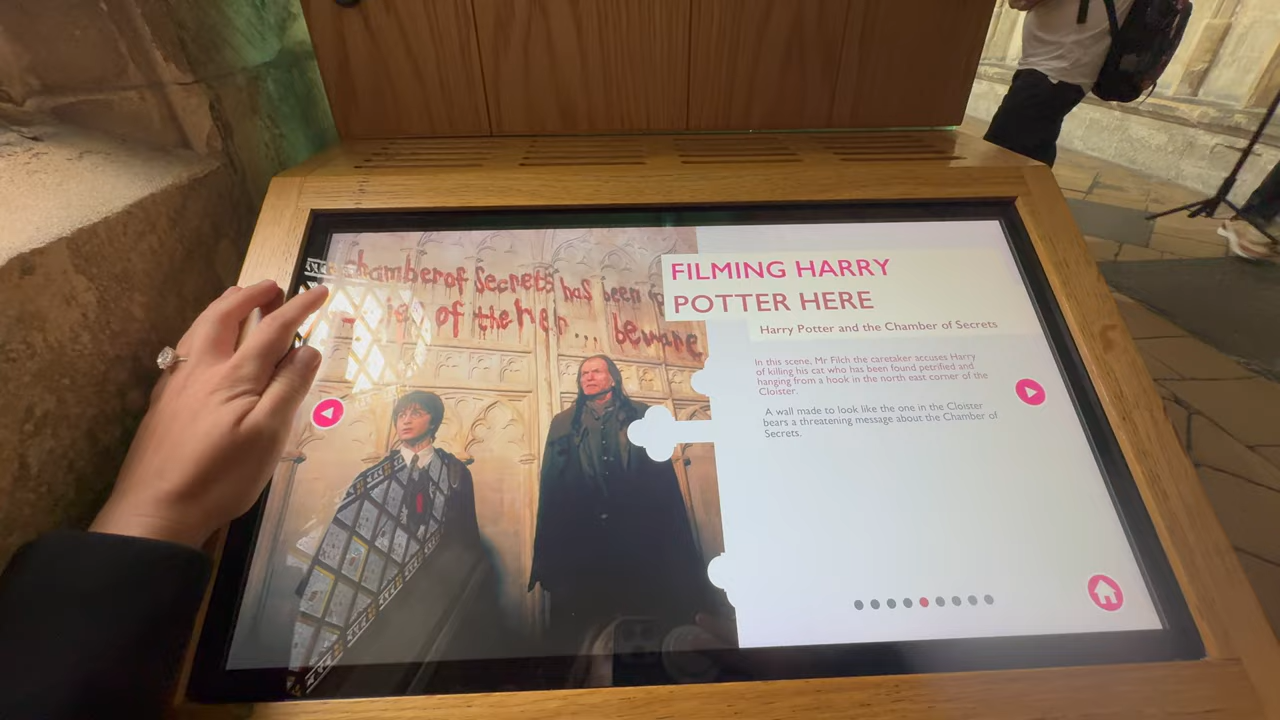 chamber of Secrets has been
of the heir... beware
FILMING HARRY
POTTER HERE
Harry Potter and the Chamber of Secrets
In this scene, Mr Filch the caretaker accuses Harry
of killing his cat who has been found petrified and
hanging from a hook in the north east corner of the
Cloister.
A wall made to look like the one in the Cloister
bears a threatening message about the Chamber of
Secrets.